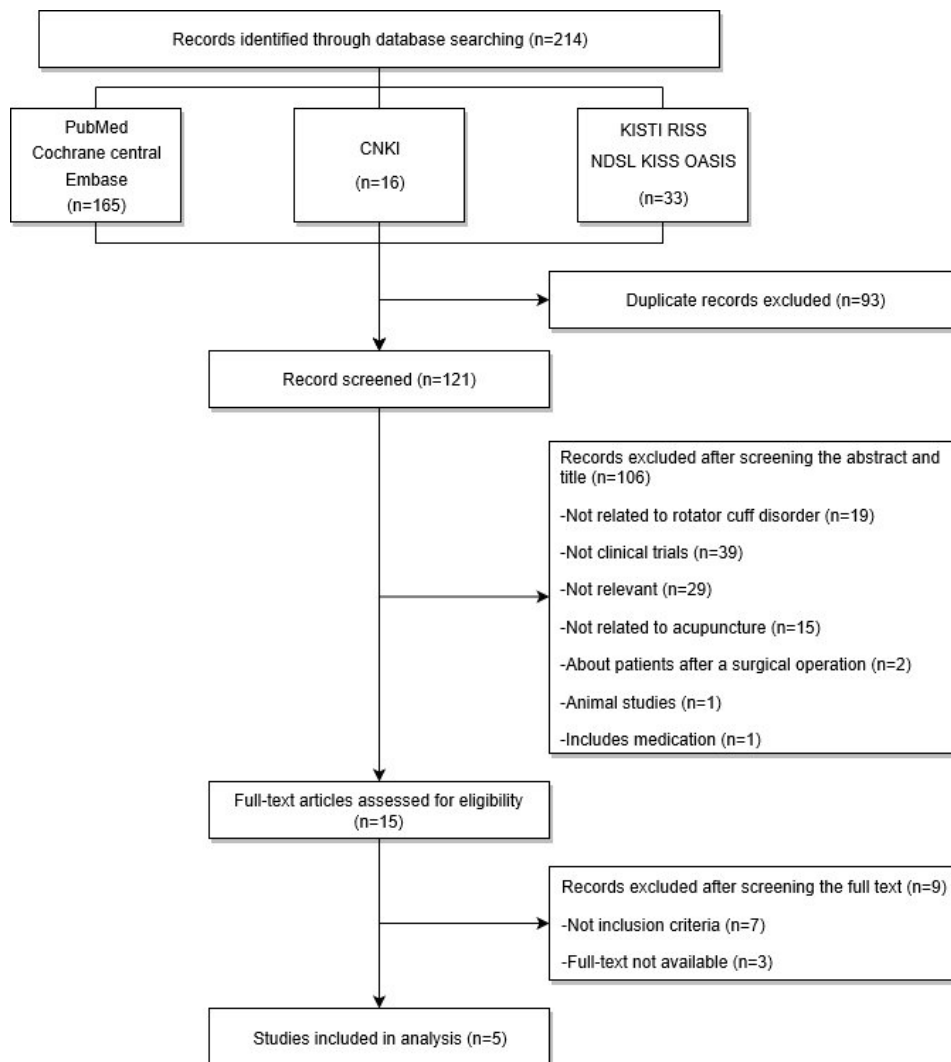 Records identified through database searching (n=214)
PubMed
Cochrane central
Embase
(n=165)
CNKI
(n=16)
KISTI RISS
NDSL KISS OASIS
(n=33)
Duplicate records excluded (n=93)
Record screened (n=121)
Records excluded after screening the abstract and
title (n=106)
-Not related to rotator cuff disorder (n=19)
-Not clinical trials (n=39)
-Not relevant (n=29)
-Not related to acupuncture (n=15)
-About patients after a surgical operation (n=2)
-Animal studies (n=1)
-Includes medication (n=1)
Full-text articles assessed for eligibility
(n=15)
Records excluded after screening the full text (n=9)
-Not inclusion criteria (n=7)
-Full-text not available (n=3)
Studies included in analysis (n=5)